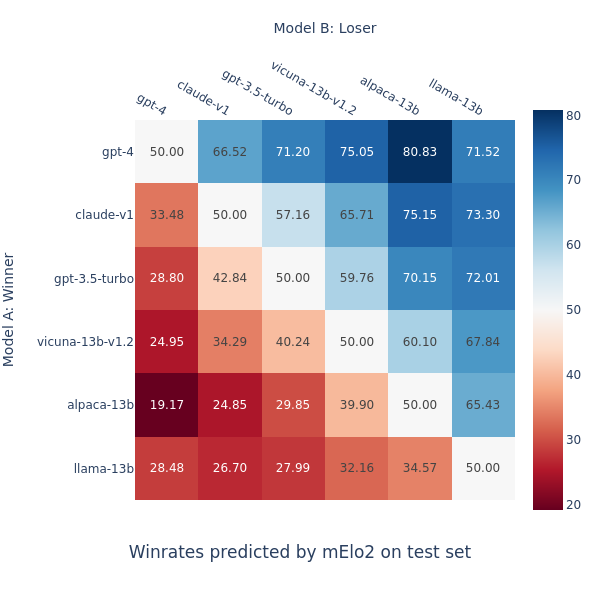 Model B: Loser
gpt-4 claude-v1 gpt-3.5-turbo vicuna-13b-v1.2 alpaca-13b llama-13b
Model A: Winner
gpt-4 50.00 66.52 71.20 75.05 80.83 71.52
claude-v1 33.48 50.00 57.16 65.71 75.15 73.30
gpt-3.5-turbo 28.80 42.84 50.00 59.76 70.15 72.01
vicuna-13b-v1.2 24.95 34.29 40.24 50.00 60.10 67.84
alpaca-13b 19.17 24.85 29.85 39.90 50.00 65.43
llama-13b 28.48 26.70 27.99 32.16 34.57 50.00
80
70
60
50
40
30
20
Winrates predicted by mElo2 on test set